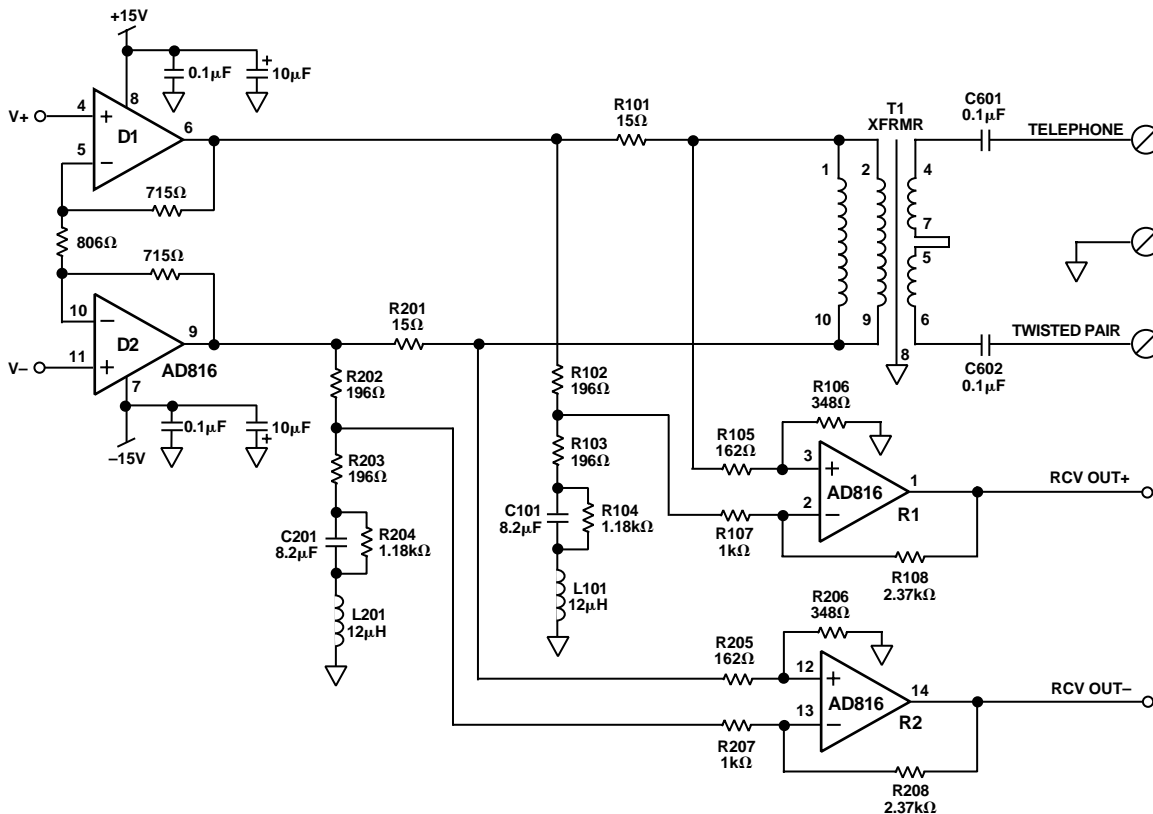 +15V
0.1µF
10µF
+
8
V+
4
+
D1
6
5
–
715Ω
806Ω
715Ω
10
–
D2
9
V–
11
+
AD816
7
0.1µF
10µF
+
–15V
R101
15Ω
R201
15Ω
T1
XFRMR
1
2
4
7
5
10
9
6
8
C601
0.1µF
TELEPHONE
TWISTED PAIR
C602
0.1µF
R202
196Ω
R203
196Ω
C201
8.2µF
R204
1.18kΩ
L201
12µH
R102
196Ω
R103
196Ω
C101
8.2µF
R104
1.18kΩ
L101
12µH
R106
348Ω
R105
162Ω
3
+
AD816
1
RCV OUT+
2
–
R1
R107
1kΩ
R108
2.37kΩ
R206
348Ω
R205
162Ω
12
+
AD816
14
RCV OUT–
13
–
R2
R207
1kΩ
R208
2.37kΩ